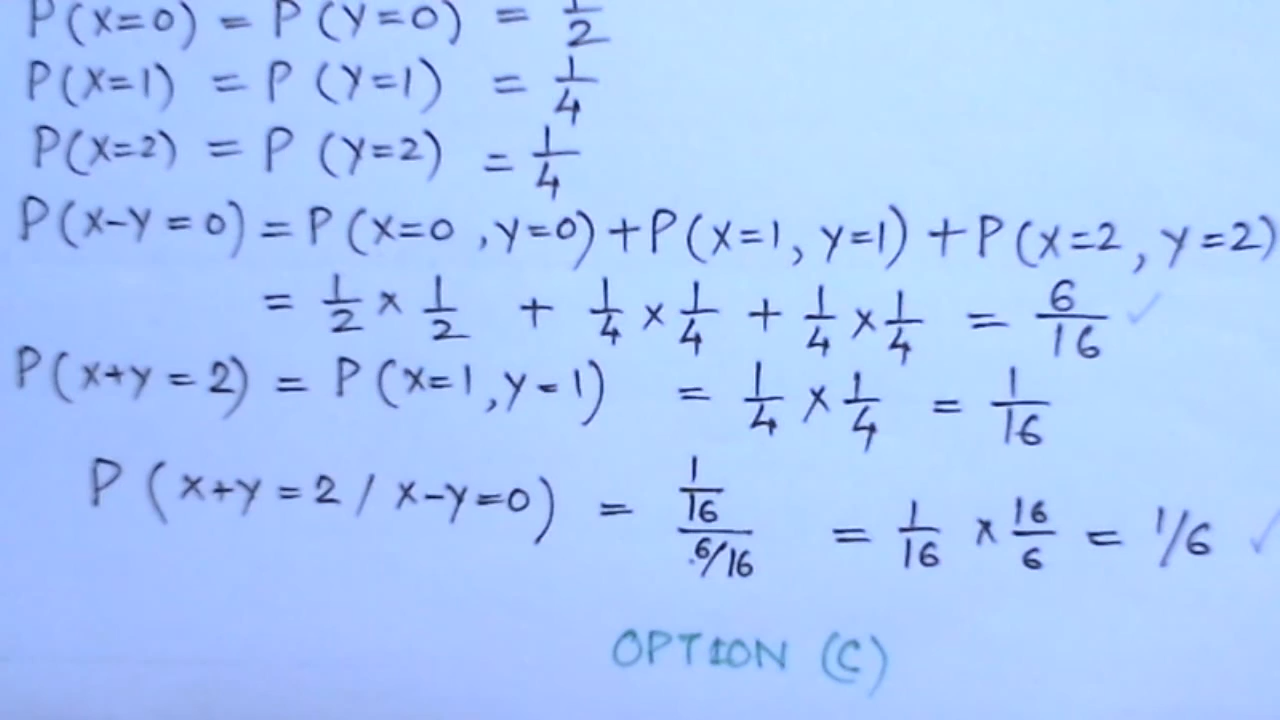 P(X=0) = P(Y=0) = 1/2
P(X=1) = P(Y=1) = 1/4
P(X=2) = P(Y=2) = 1/4
P(X-Y=0) = P(X=0, Y=0) + P(X=1, Y=1) + P(X=2, Y=2)
= 1/2 × 1/2 + 1/4 × 1/4 + 1/4 × 1/4 = 6/16 ✓
P(X+Y=2) = P(X=1, Y=1) = 1/4 × 1/4 = 1/16
P(X+Y=2 / X-Y=0) = (1/16)/(6/16) = 1/16 × 16/6 = 1/6 ✓
OPTION (C)